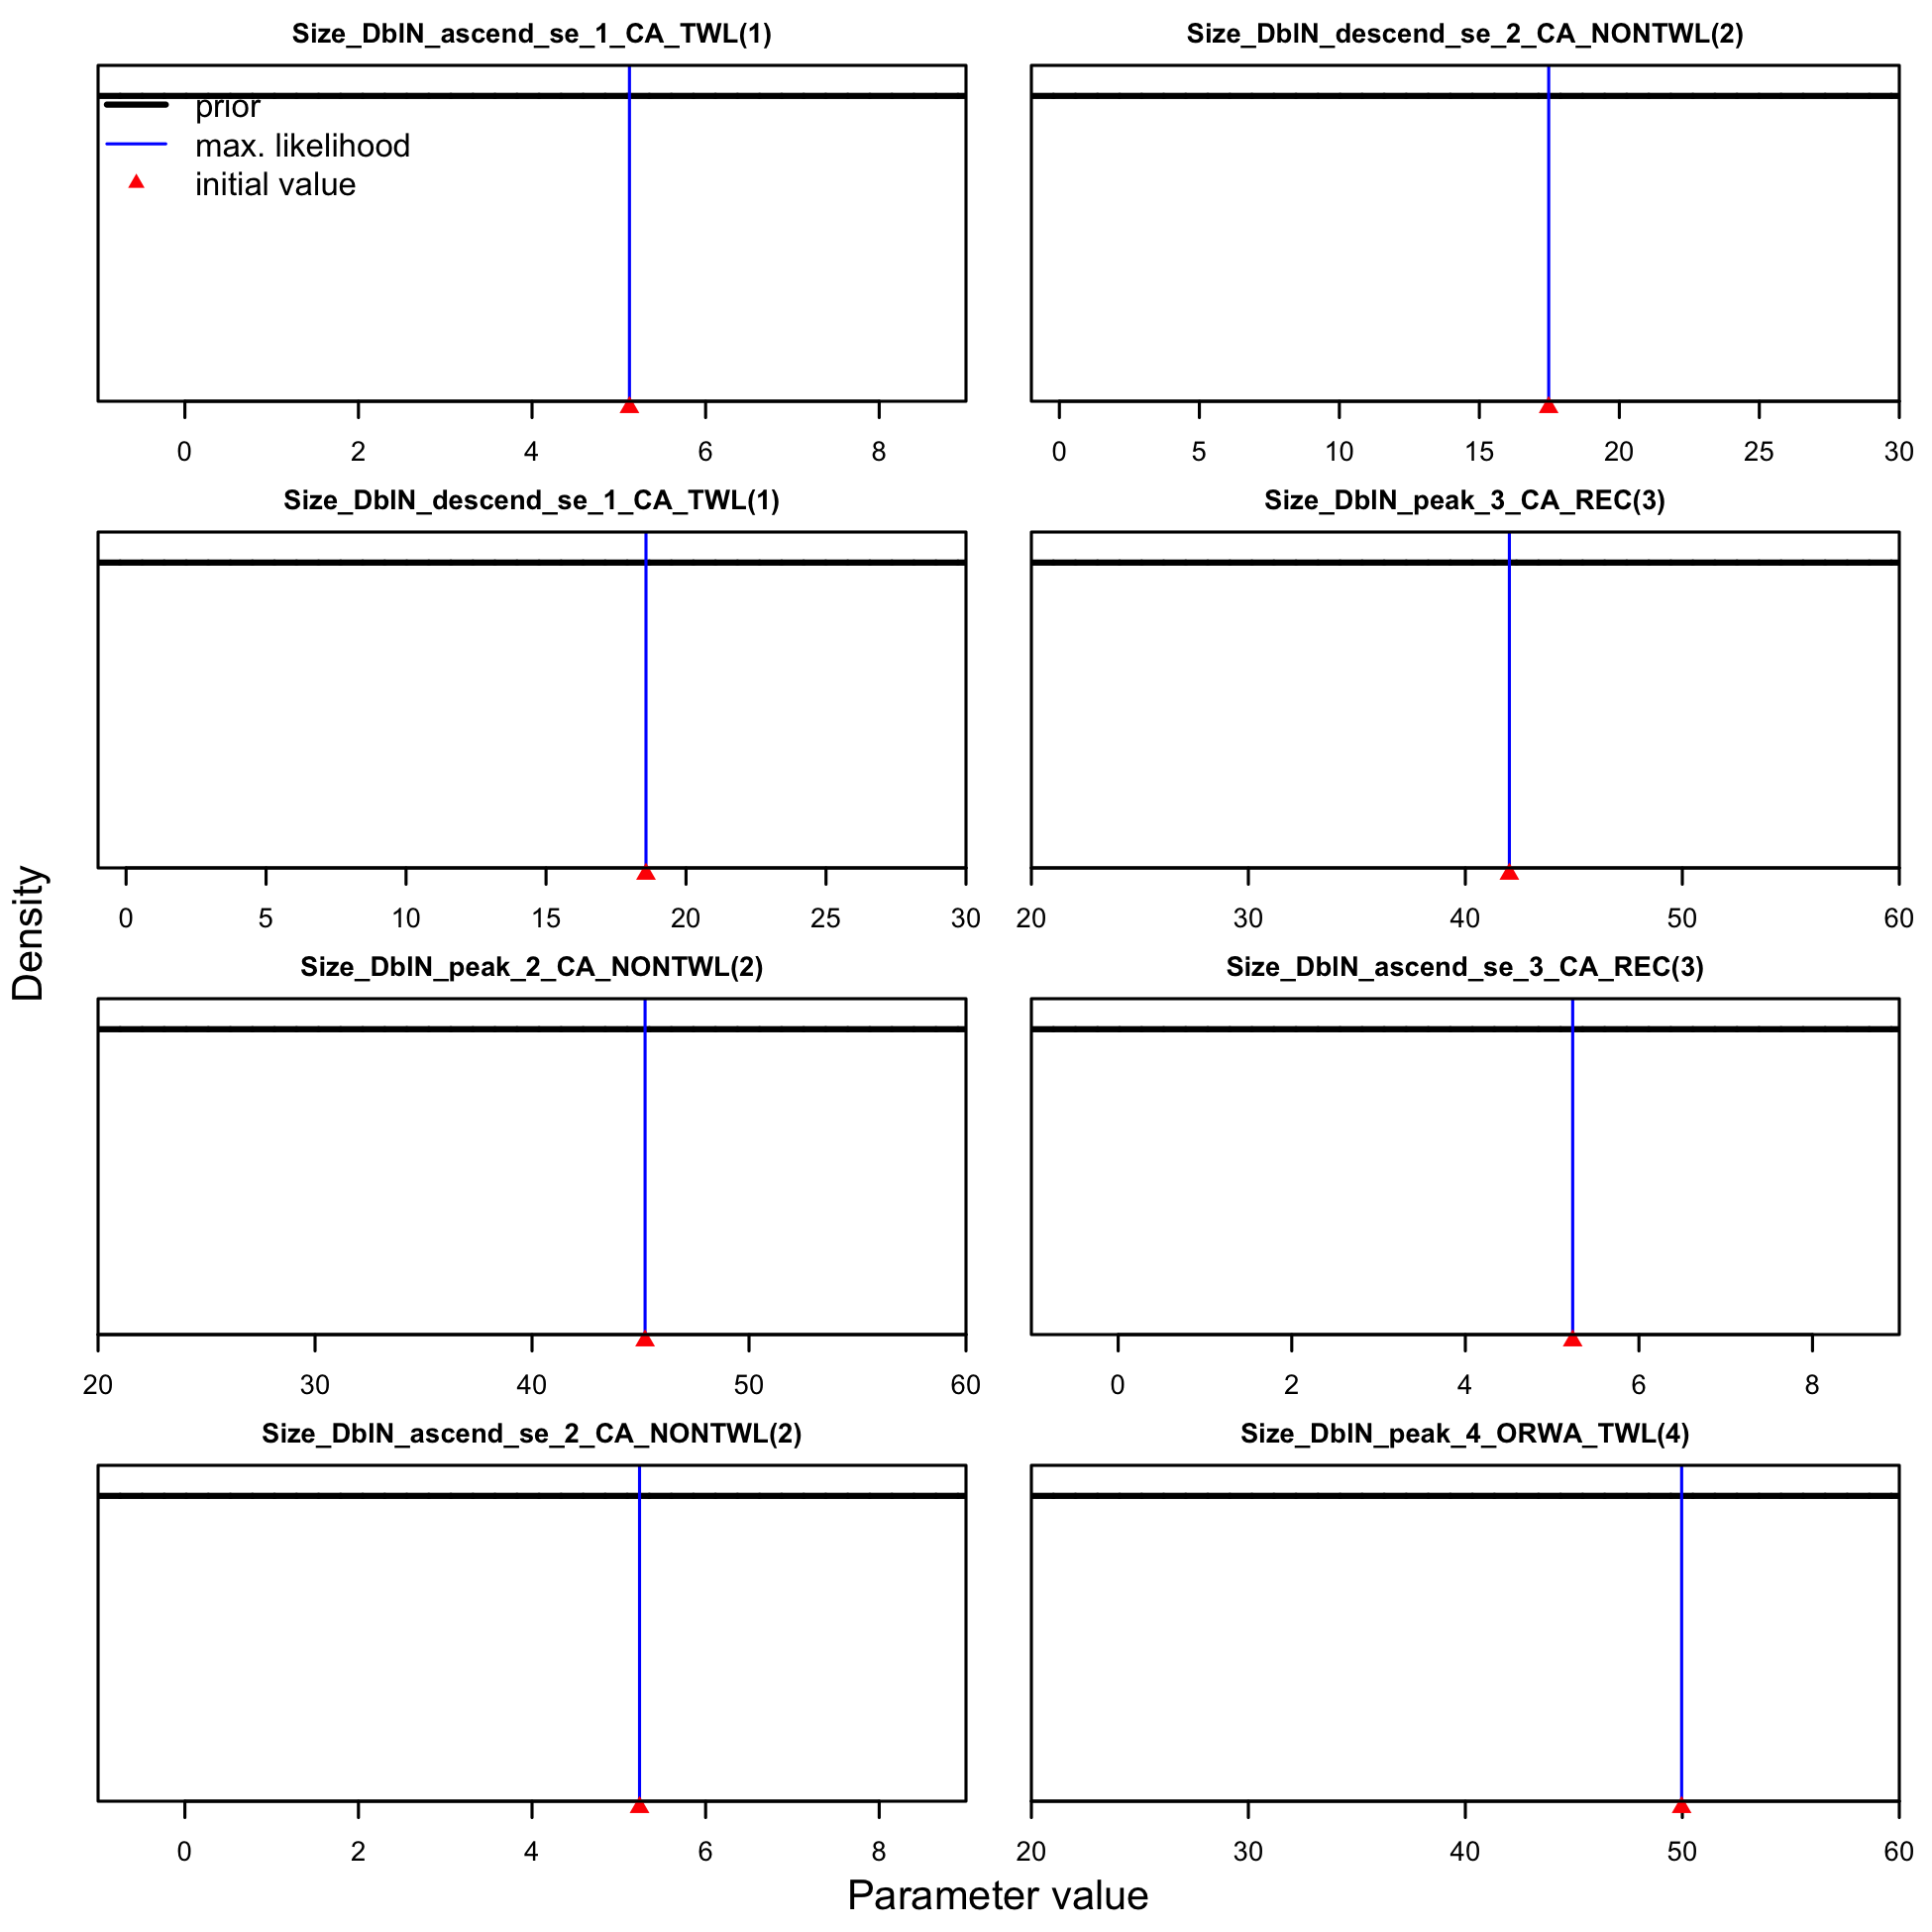 Size_DblN_ascend_se_1_CA_TWL(1)
prior
max. likelihood
initial value
0 2 4 6 8
Size_DblN_descend_se_2_CA_NONTWL(2)
0 5 10 15 20 25 30
Size_DblN_descend_se_1_CA_TWL(1)
0 5 10 15 20 25 30
Size_DblN_peak_3_CA_REC(3)
20 30 40 50 60
Size_DblN_peak_2_CA_NONTWL(2)
20 30 40 50 60
Size_DblN_ascend_se_3_CA_REC(3)
0 2 4 6 8
Size_DblN_ascend_se_2_CA_NONTWL(2)
0 2 4 6 8
Size_DblN_peak_4_ORWA_TWL(4)
20 30 40 50 60
Density
Parameter value